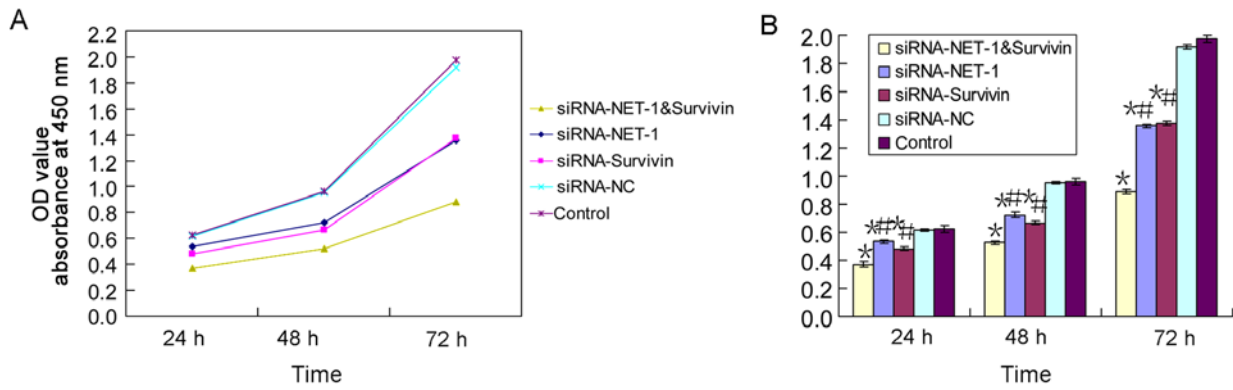 A
OD value
absorbance at 450 nm
2.2
2.0
1.8
1.6
1.4
1.2
1.0
0.8
0.6
0.4
0.2
0.0
24 h
48 h
72 h
Time
siRNA-NET-1&Survivin
siRNA-NET-1
siRNA-Survivin
siRNA-NC
Control
B
2.0
1.8
1.6
1.4
1.2
1.0
0.8
0.6
0.4
0.2
0.0
siRNA-NET-1&Survivin
siRNA-NET-1
siRNA-Survivin
siRNA-NC
Control
*
*#
*#
*
*#
*#
*
*#
*#
24 h
48 h
72 h
Time